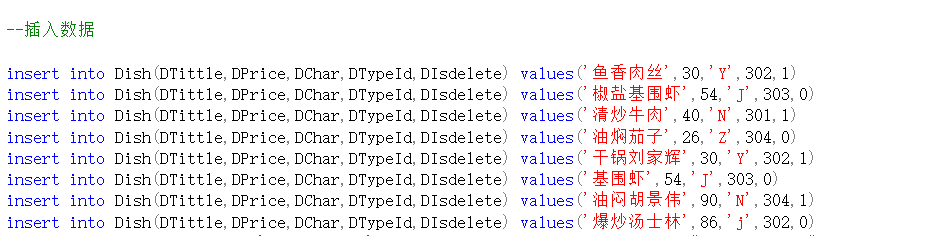 --插入数据
insert into Dish(DTittle,DPrice,DChar,DTypeId,DIsdelete) values('鱼香肉丝',30,'Y',302,1)
insert into Dish(DTittle,DPrice,DChar,DTypeId,DIsdelete) values('椒盐基围虾',54,'J',303,0)
insert into Dish(DTittle,DPrice,DChar,DTypeId,DIsdelete) values('清炒牛肉',40,'N',301,1)
insert into Dish(DTittle,DPrice,DChar,DTypeId,DIsdelete) values('油焖茄子',26,'Z',304,0)
insert into Dish(DTittle,DPrice,DChar,DTypeId,DIsdelete) values('干锅刘家辉',30,'Y',302,1)
insert into Dish(DTittle,DPrice,DChar,DTypeId,DIsdelete) values('基围虾',54,'J',303,0)
insert into Dish(DTittle,DPrice,DChar,DTypeId,DIsdelete) values('油闷胡景伟',90,'N',304,1)
insert into Dish(DTittle,DPrice,DChar,DTypeId,DIsdelete) values('爆炒汤士林',86,'j',302,0)